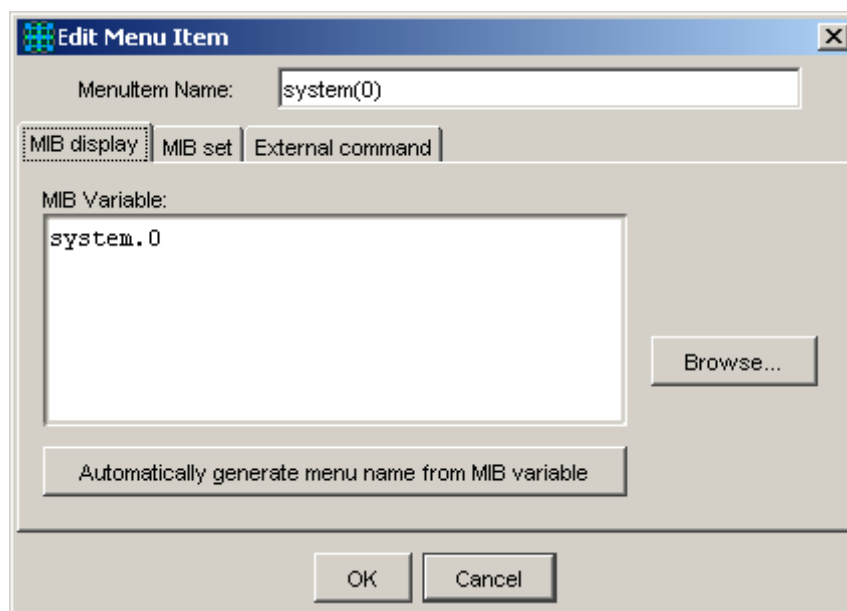 Edit Menu Item
MenuItem Name: system(0)
MIB display MIB set External command
MIB Variable:
system.0
Browse...
Automatically generate menu name from MIB variable
OK Cancel